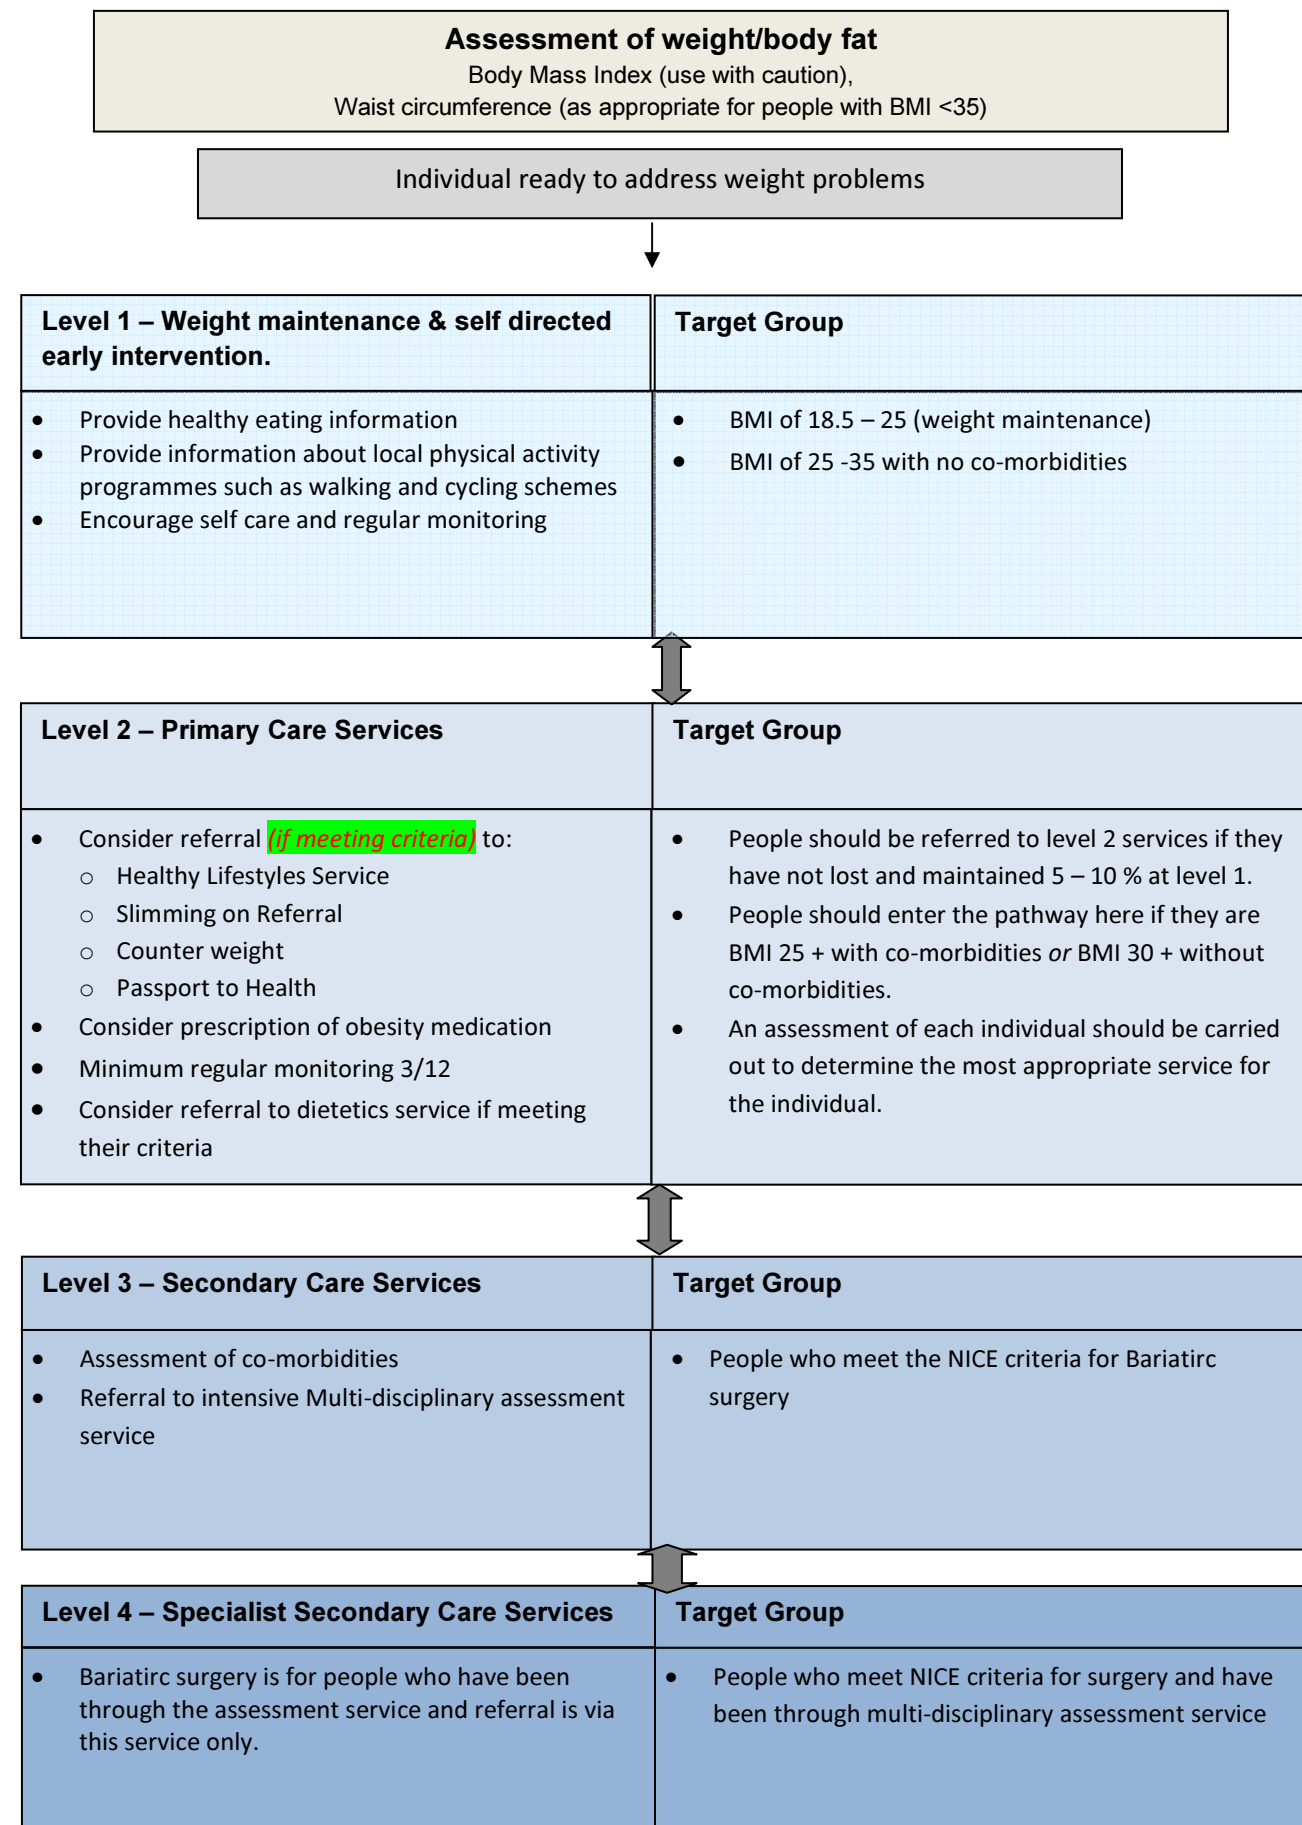 Assessment of weight/body fat
Body Mass Index (use with caution),
Waist circumference (as appropriate for people with BMI <35)
Individual ready to address weight problems
Level 1 – Weight maintenance & self directed
early intervention.
Target Group
• Provide healthy eating information
• Provide information about local physical activity
programmes such as walking and cycling schemes
• Encourage self care and regular monitoring
• BMI of 18.5 – 25 (weight maintenance)
• BMI of 25 -35 with no co-morbidities
Level 2 – Primary Care Services
Target Group
• Consider referral (if meeting criteria) to:
o Healthy Lifestyles Service
o Slimming on Referral
o Counter weight
o Passport to Health
• Consider prescription of obesity medication
• Minimum regular monitoring 3/12
• Consider referral to dietetics service if meeting
their criteria
• People should be referred to level 2 services if they
have not lost and maintained 5 – 10 % at level 1.
• People should enter the pathway here if they are
BMI 25 + with co-morbidities or BMI 30 + without
co-morbidities.
• An assessment of each individual should be carried
out to determine the most appropriate service for
the individual.
Level 3 – Secondary Care Services
Target Group
• Assessment of co-morbidities
• Referral to intensive Multi-disciplinary assessment
service
• People who meet the NICE criteria for Bariatirc
surgery
Level 4 – Specialist Secondary Care Services
Target Group
• Bariatirc surgery is for people who have been
through the assessment service and referral is via
this service only.
• People who meet NICE criteria for surgery and have
been through multi-disciplinary assessment service